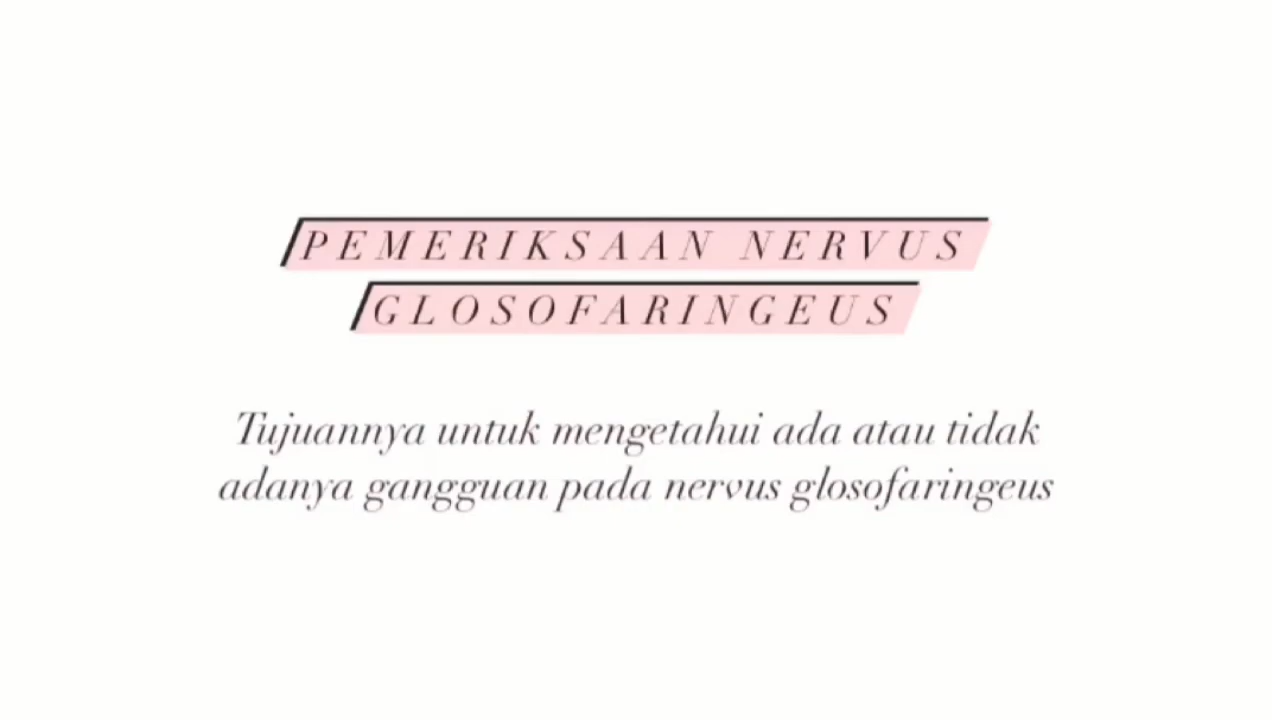 PEMERIKSAAN NERVUS
GLOSOFARINGEUS
Tujuannya untuk mengetahui ada atau tidak
adanya gangguan pada nervus glosofaringeus